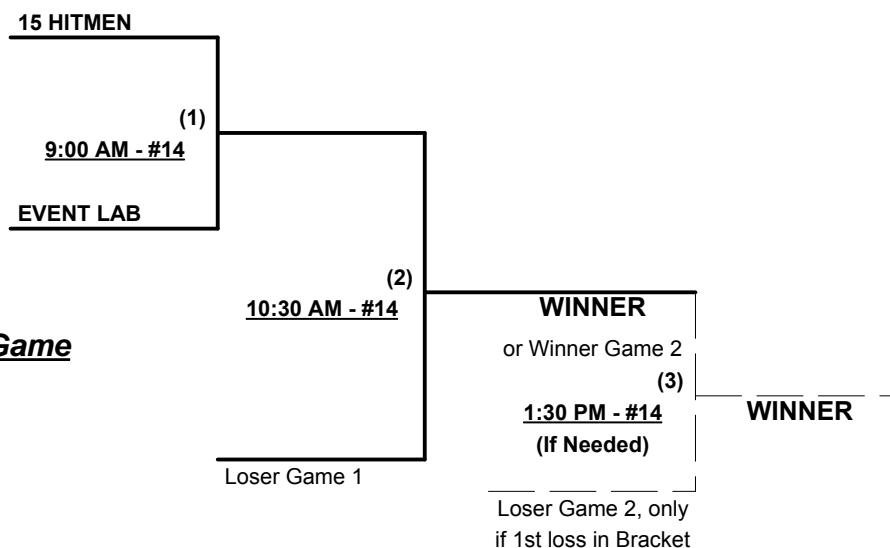 15 HITMEN
(1)
9:00 AM - #14
EVENT LAB
(2)
10:30 AM - #14
WINNER
Game
or Winner Game 2
(3)
1:30 PM - #14
WINNER
(If Needed)
Loser Game 1
Loser Game 2, only
if 1st loss in Bracket